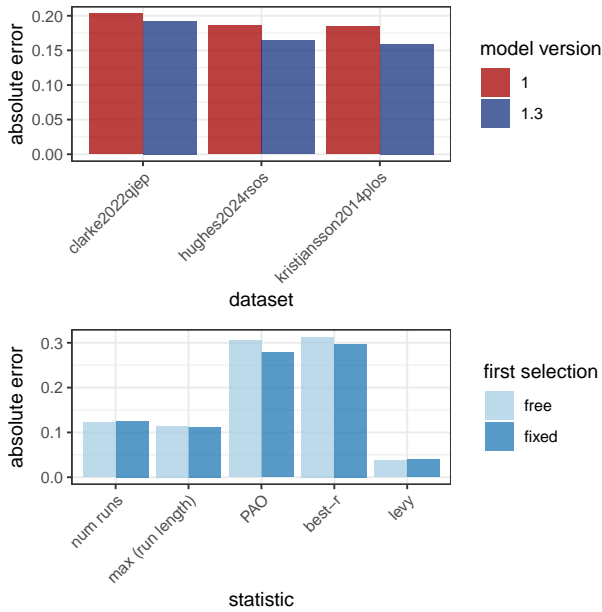 absolute error
0.20
0.15
0.10
0.05
0.00
clarke2022qjep
hughes2024rsos
kristjansson2014plos
dataset
model version
1
1.3
absolute error
0.3
0.2
0.1
0.0
num runs
max (run length)
PAO
best−r
levy
statistic
first selection
free
fixed